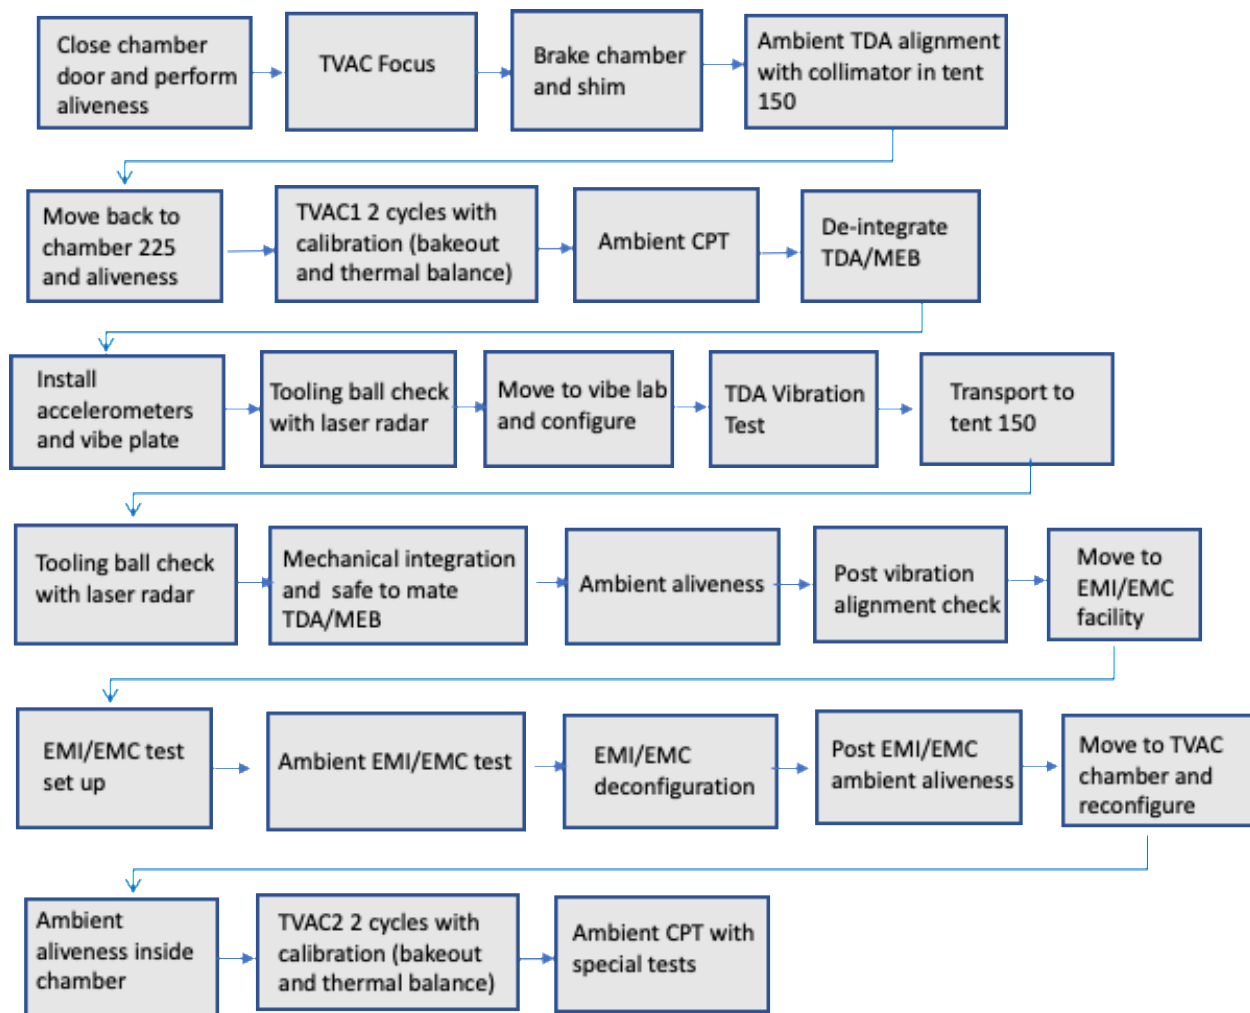 Close chamber
door and perform
aliveness
TVAC Focus
Brake chamber
and shim
Ambient TDA alignment
with collimator in tent
150
Move back to
chamber 225
and aliveness
TVAC1 2 cycles with
calibration (bakeout
and thermal balance)
Ambient CPT
De-integrate
TDA/MEB
Install
accelerometers
and vibe plate
Tooling ball check
with laser radar
Move to vibe lab
and configure
TDA Vibration
Test
Transport to
tent 150
Tooling ball check
with laser radar
Mechanical integration
and safe to mate
TDA/MEB
Ambient aliveness
Post vibration
alignment check
Move to
EMI/EMC
facility
EMI/EMC test
set up
Ambient EMI/EMC test
EMI/EMC
deconfiguration
Post EMI/EMC
ambient aliveness
Move to TVAC
chamber and
reconfigure
Ambient
aliveness inside
chamber
TVAC2 2 cycles with
calibration (bakeout
and thermal balance)
Ambient CPT with
special tests